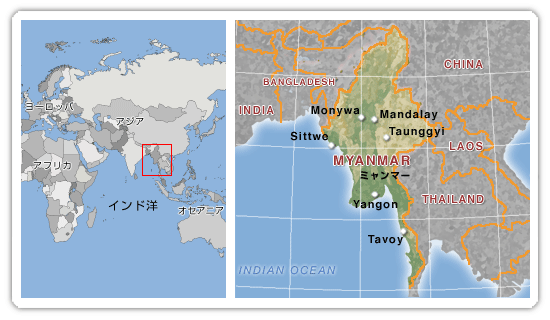 ヨーロッパ
アジア
アフリカ
インド洋
オセアニア
CHINA
BANGLADESH
INDIA
Monywa
Mandalay
Taunggyi
Sittwe
LAOS
MYANMAR
ミャンマー
THAILAND
Yangon
Tavoy
INDIAN OCEAN